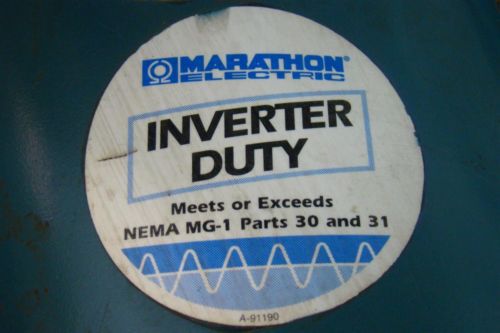 MARATHON®
ELECTRIC
INVERTER
DUTY
Meets or Exceeds
NEMA MG-1 Parts 30 and 31
A-91190